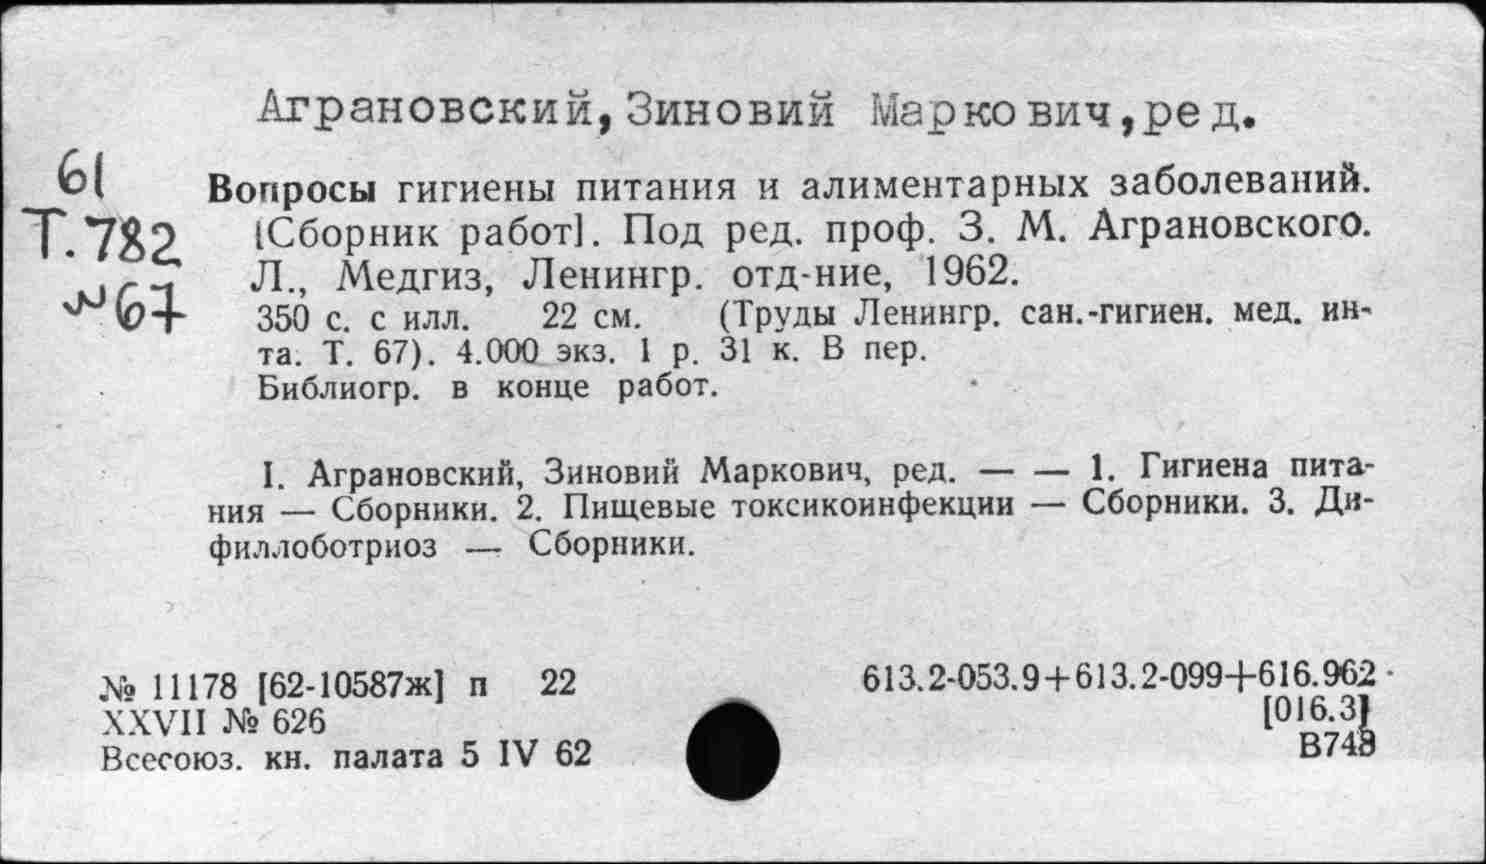 Аграновский, Зиновий Маркович, ред.
61
Т.782
№67
Вопросы гигиены питания и алиментарных заболеваний.
[Сборник работ]. Под ред. проф. З. М. Аграновского.
Л., Медгиз, Ленингр. отд-ние, 1962.
350 с. с илл. 22 см. (Труды Ленингр. сан.-гигиен. мед. ин-
та. Т. 67). 4.000 экз. 1 р. 31 к. В пер.
Библиогр. в конце работ.
I. Аграновский, Зиновий Маркович, ред. — — 1. Гигиена пита-
ния — Сборники. 2. Пищевые токсикоинфекции — Сборники. 3. Ди-
филлоботриоз — Сборники.
№ 11178 [62-10587ж] п 22
XXVII № 626
Всесоюз. кн. палата 5 IV 62
613.2-053.9+613.2-099+616.962
[016.3]
В748